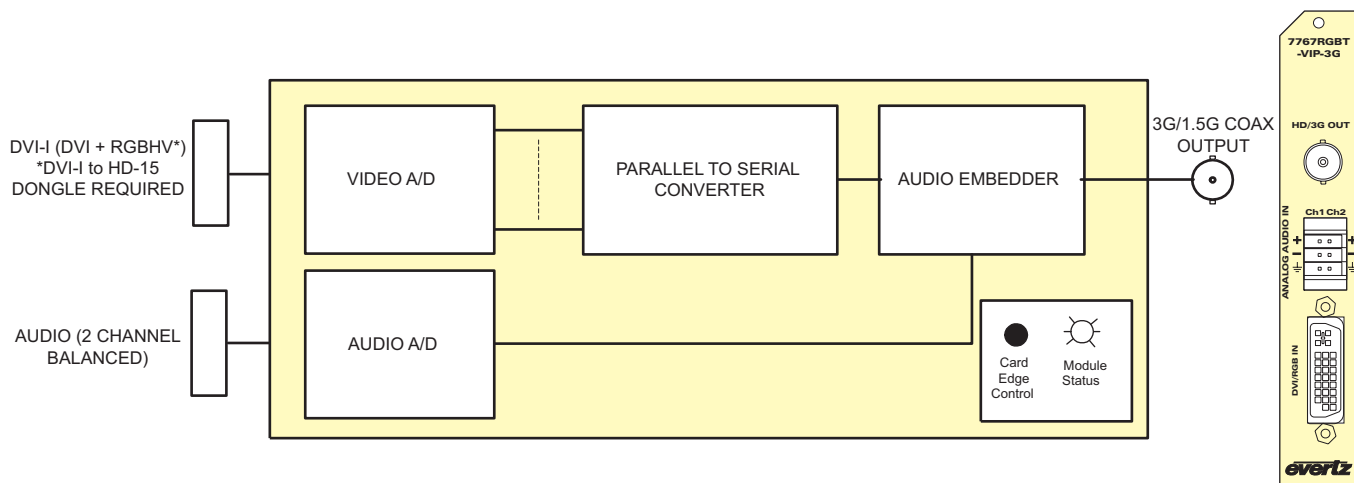 DVI-I (DVI + RGBHV*)
*DVI-I to HD-15
DONGLE REQUIRED
AUDIO (2 CHANNEL
BALANCED)
VIDEO A/D
PARALLEL TO SERIAL
CONVERTER
AUDIO EMBEDDER
AUDIO A/D
Card
Edge
Control
Module
Status
3G/1.5G COAX
OUTPUT
7767RGBT
-VIP-3G
HD/3G OUT
Ch1 Ch2
ANALOG AUDIO IN
+ +
- -
DVI/RGB IN
evertz